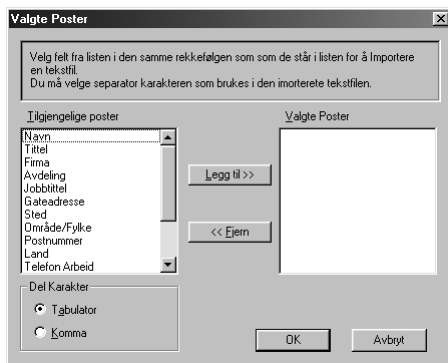 Valgte Poster
Velg felt fra listen i den samme rekkefølgen som som de står i listen for å Importere
en tekstfil.
Du må velge separator karakteren som brukes i den imorterete tekstfilen.
Tilgjengelige poster
Valgte Poster
Navn
Tittel
Firma
Avdeling
Jobbtittel
Gateadresse
Sted
Område/Fylke
Postnummer
Land
Telefon Arbeid
Legg til >>
<< Fjern
Del Karakter
Tabulator
Komma
OK
Avbryt